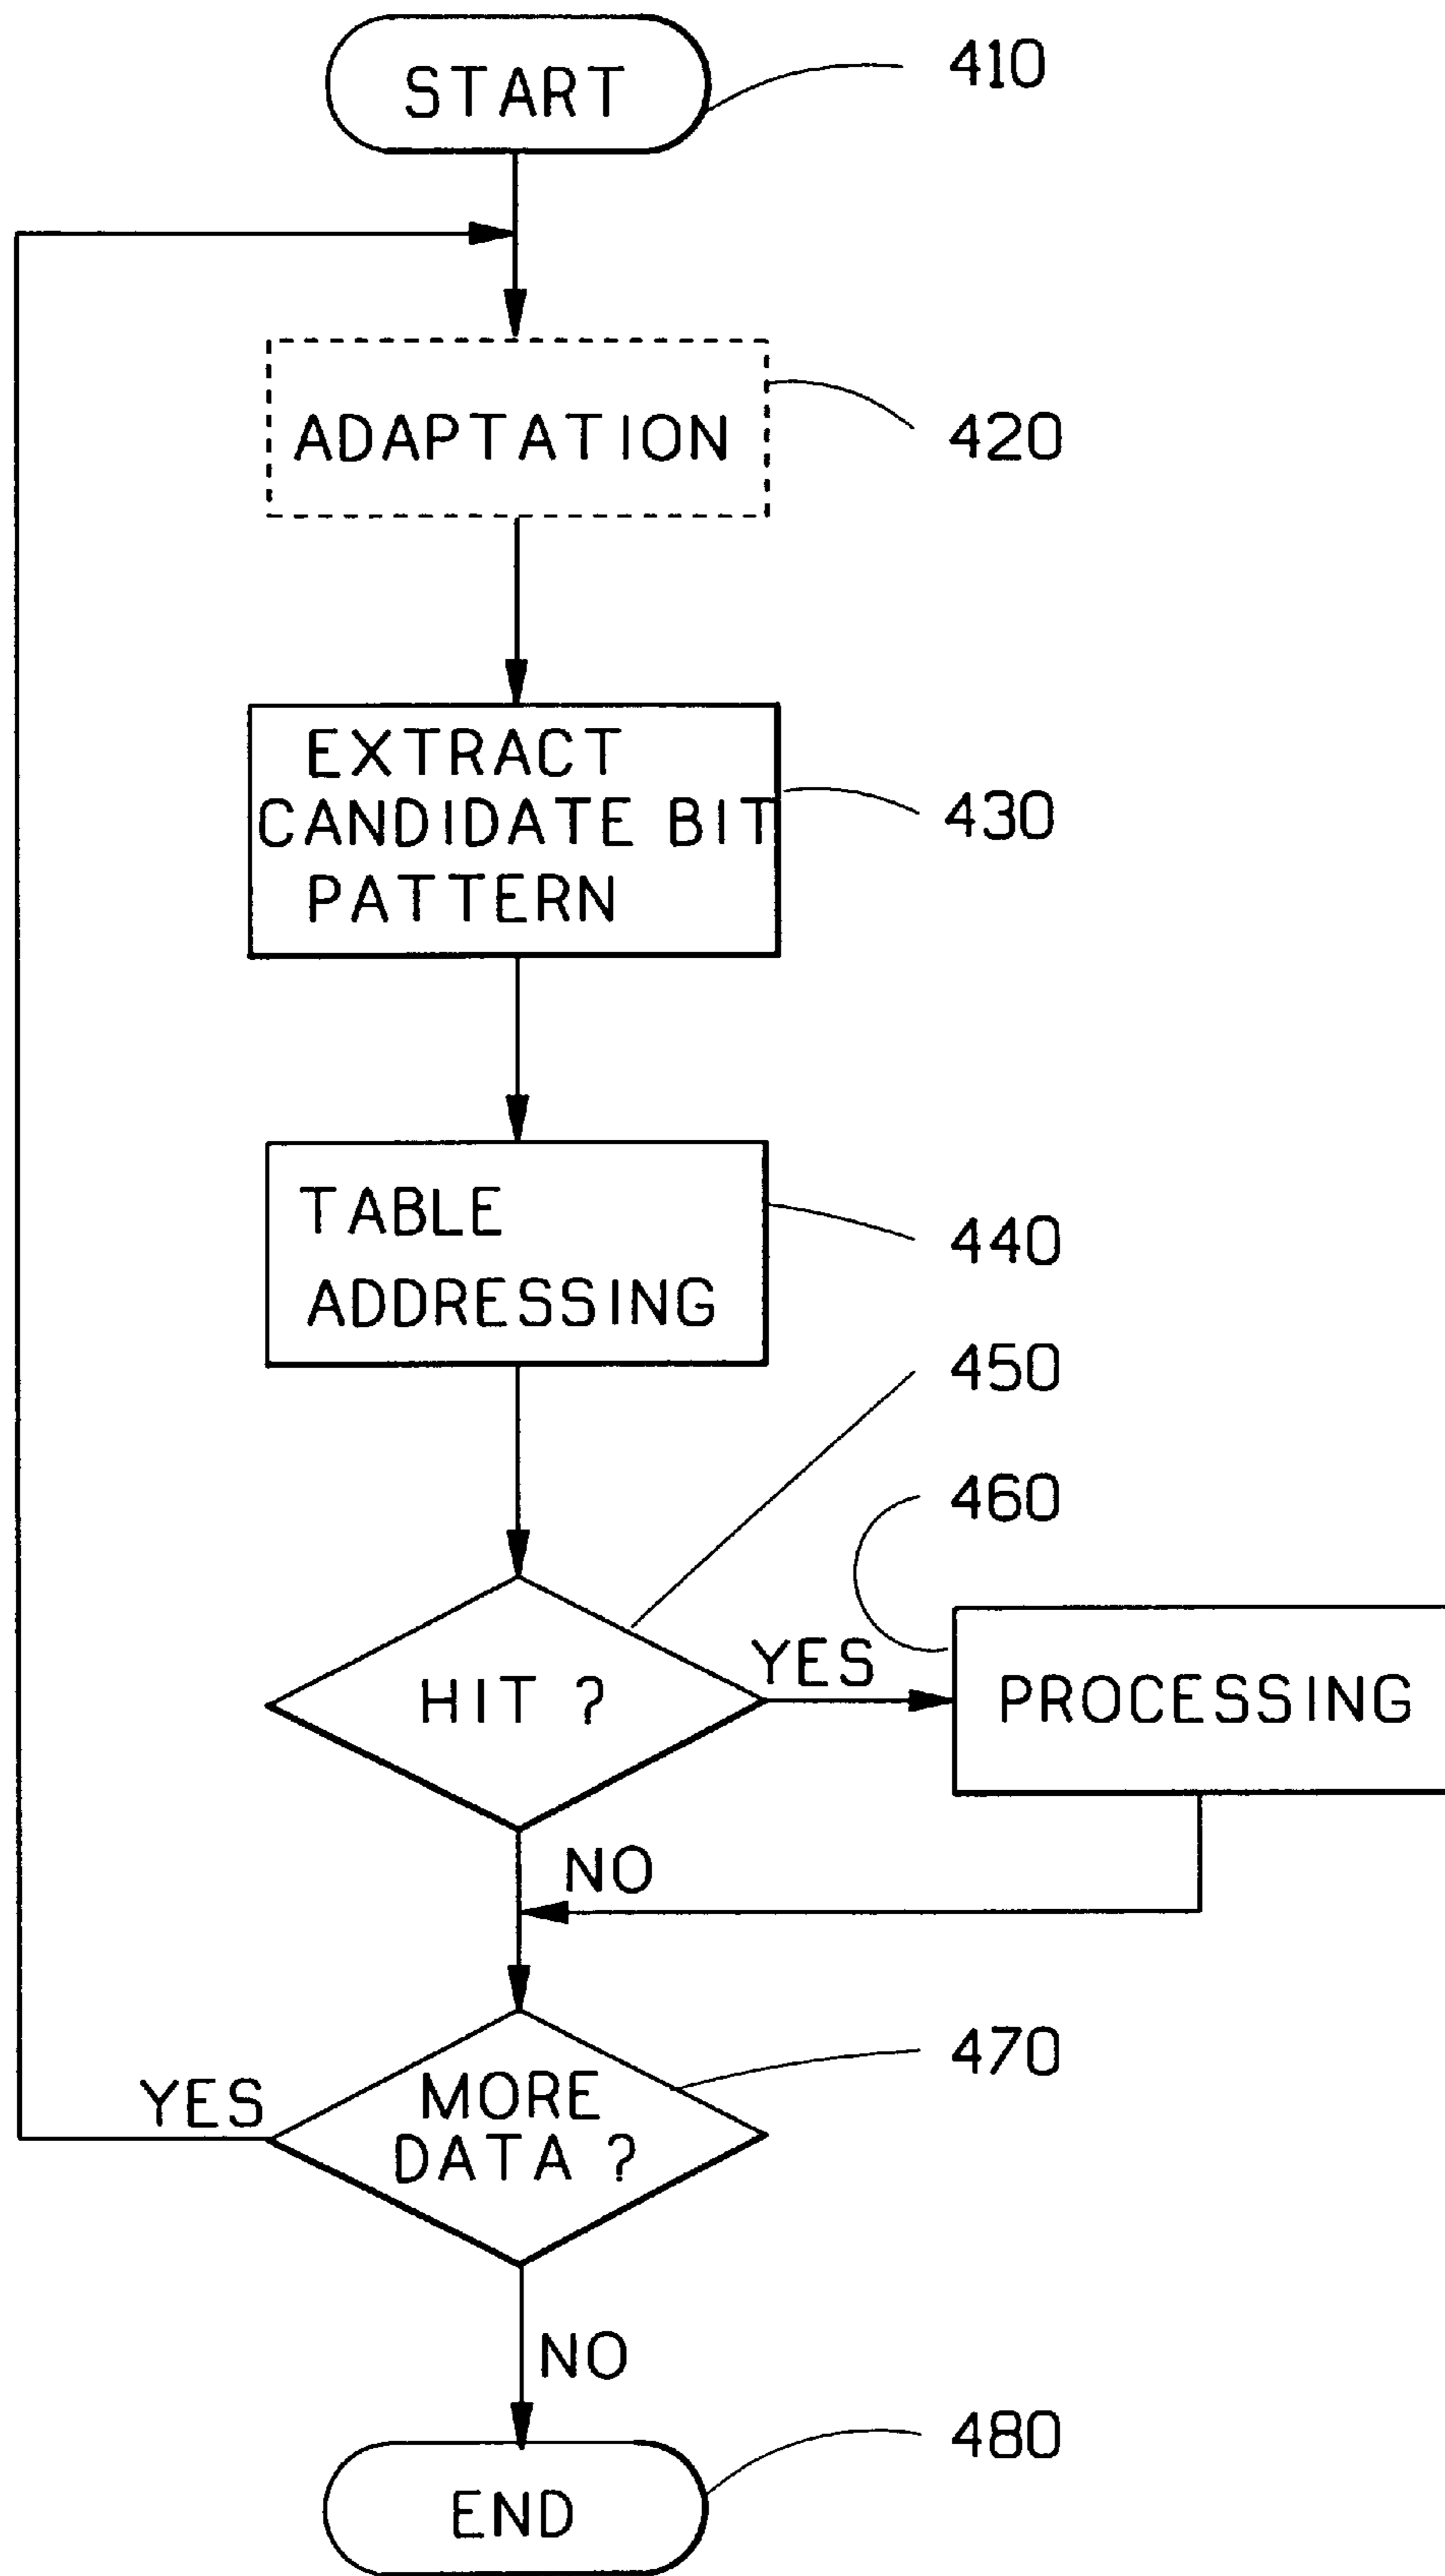 START
410
ADAPTATION
420
EXTRACT
CANDIDATE BIT
PATTERN
430
TABLE
ADDRESSING
440
450
460
HIT ?
YES
PROCESSING
NO
470
MORE
DATA ?
YES
NO
480
END